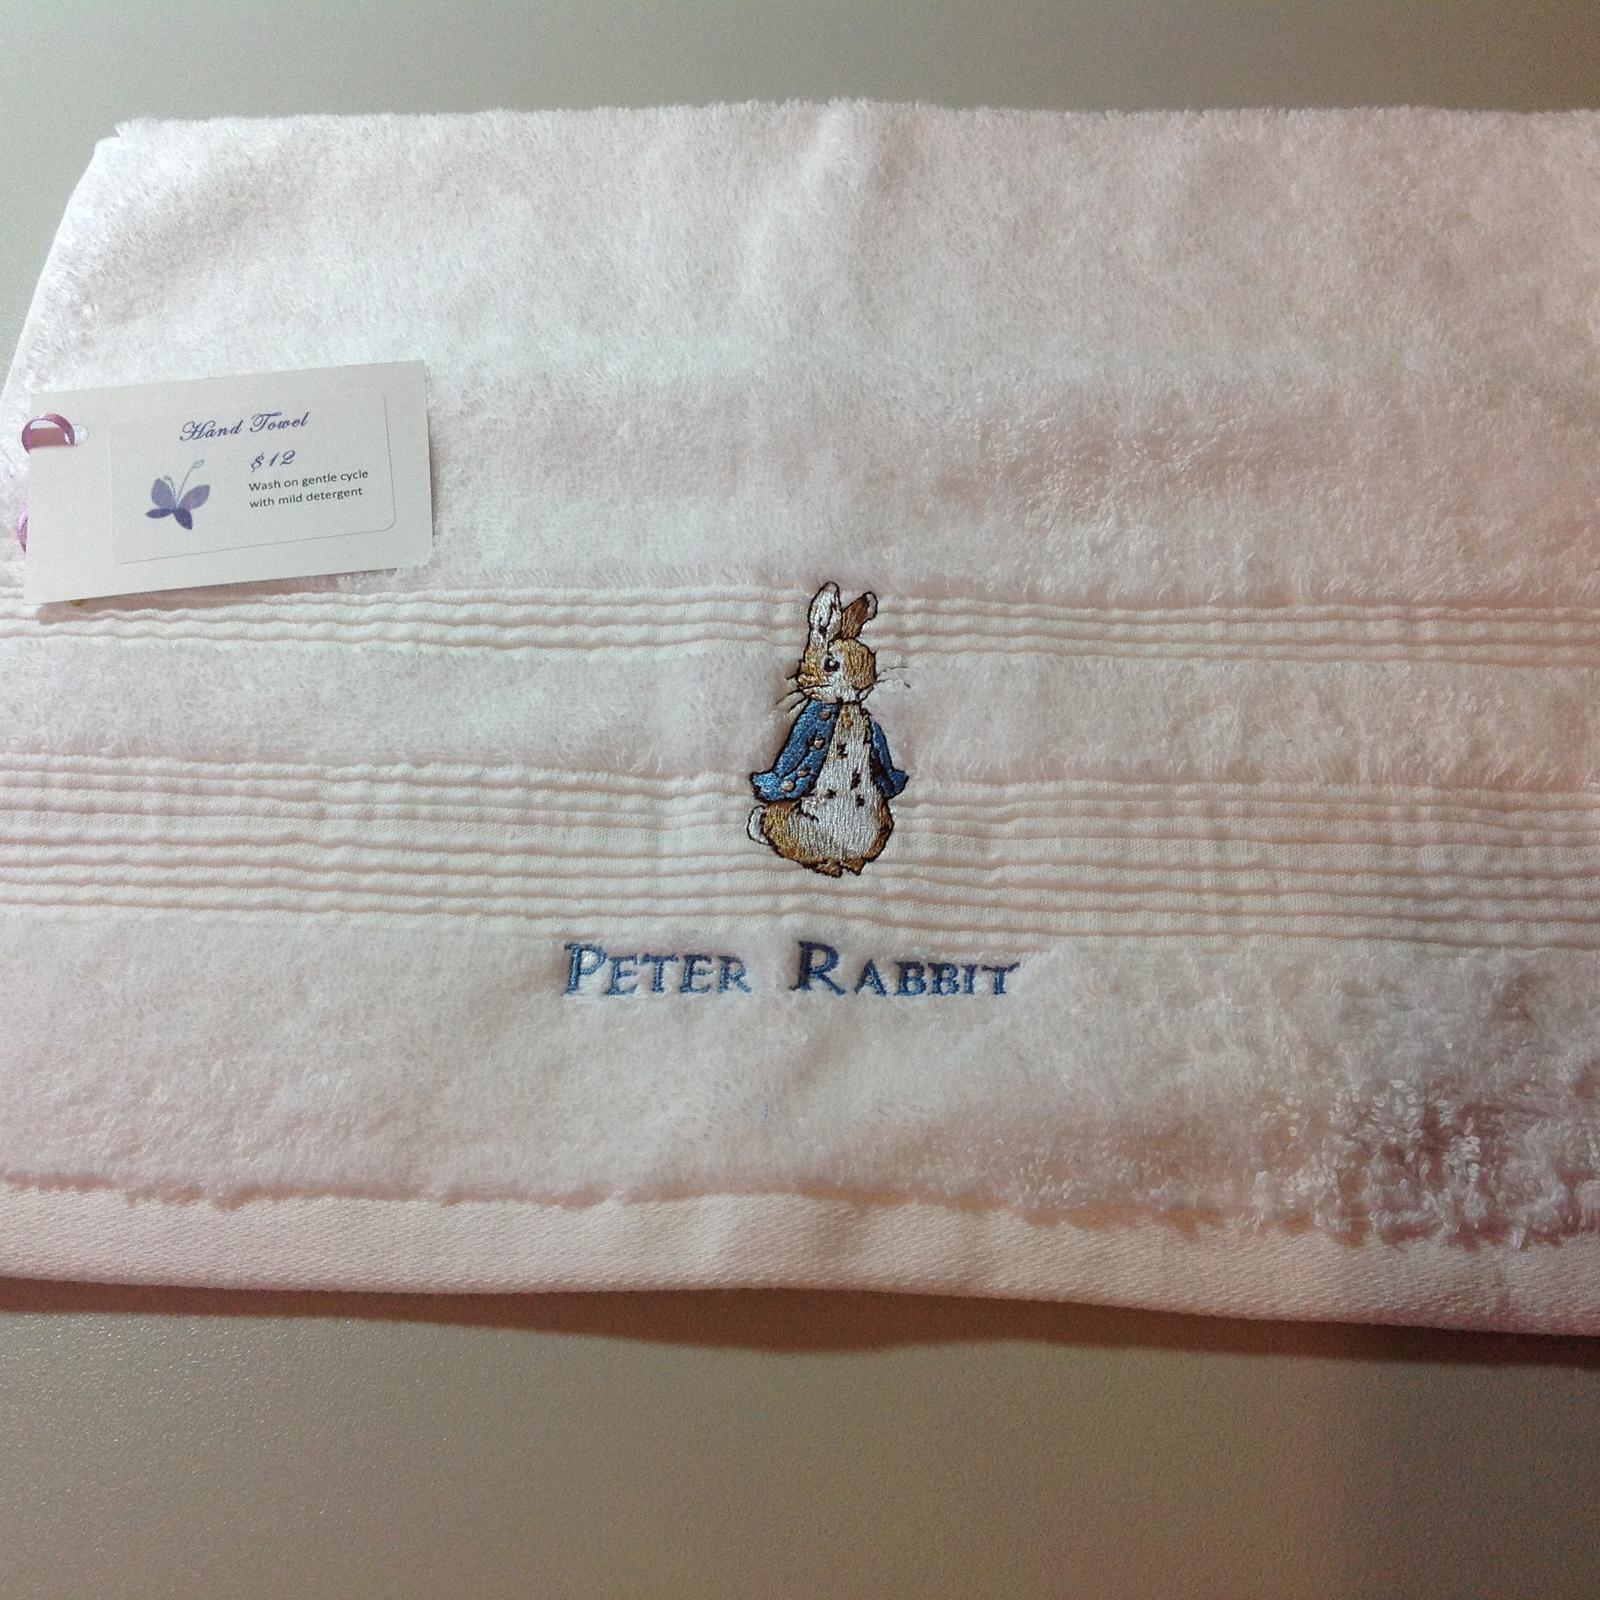 Hand Towel
$12
Wash on gentle cycle
with mild detergent
PETER RABBIT